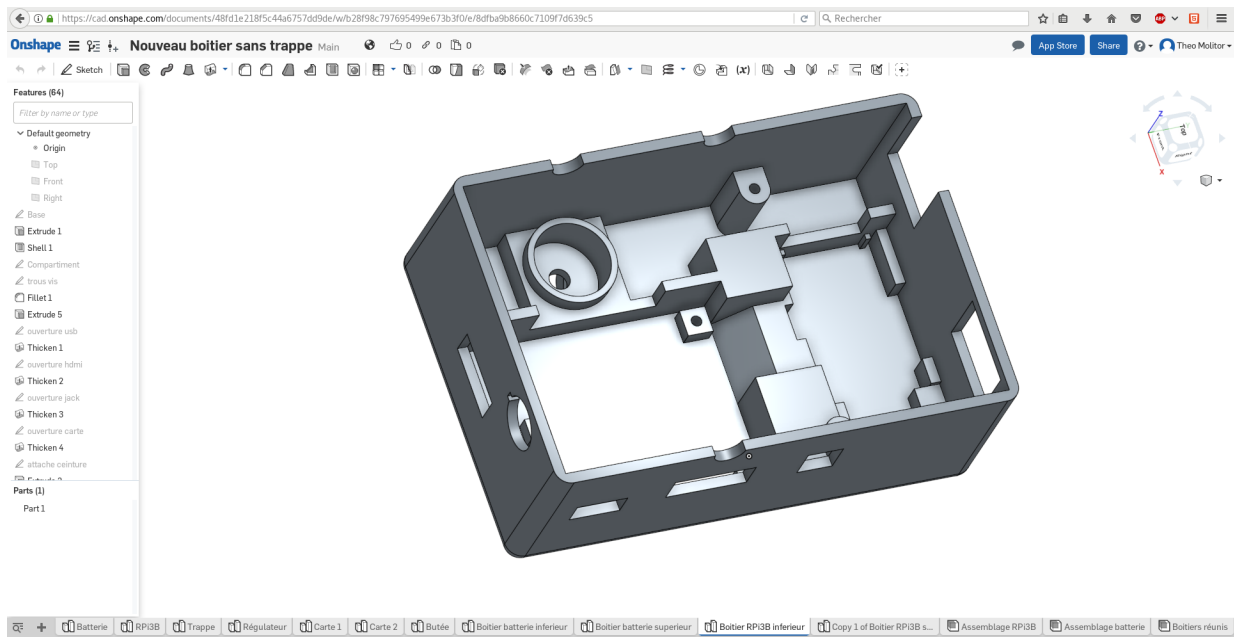 https://cad.onshape.com/documents/48fd1e218f5c44a6757dd9de/w/b28f98c797695499e673b3f0/e/8dfba9b8660c7109f7d639c5
Rechercher
ABP
Onshape Nouveau boitier sans trappe Main 0 0 0 App Store Share Theo Molitor
Sketch (x)
Features (64)
Filter by name or type
Default geometry
Origin
Top
Front
Right
Base
Extrude 1
Shell 1
Compartiment
trous vis
Fillet 1
Extrude 5
ouverture usb
Thicken 1
ouverture hdmi
Thicken 2
ouverture jack
Thicken 3
ouverture carte
Thicken 4
attache ceinture
Parts (1)
Part 1
Z
Top
X
Batterie RPi3B Trappe Régulateur Carte 1 Carte 2 Butée Boitier batterie inferieur Boitier batterie superieur Boitier RPi3B inferieur Copy 1 of Boitier RPi3B s... Assemblage RPi3B Assemblage batterie Boitiers réunis